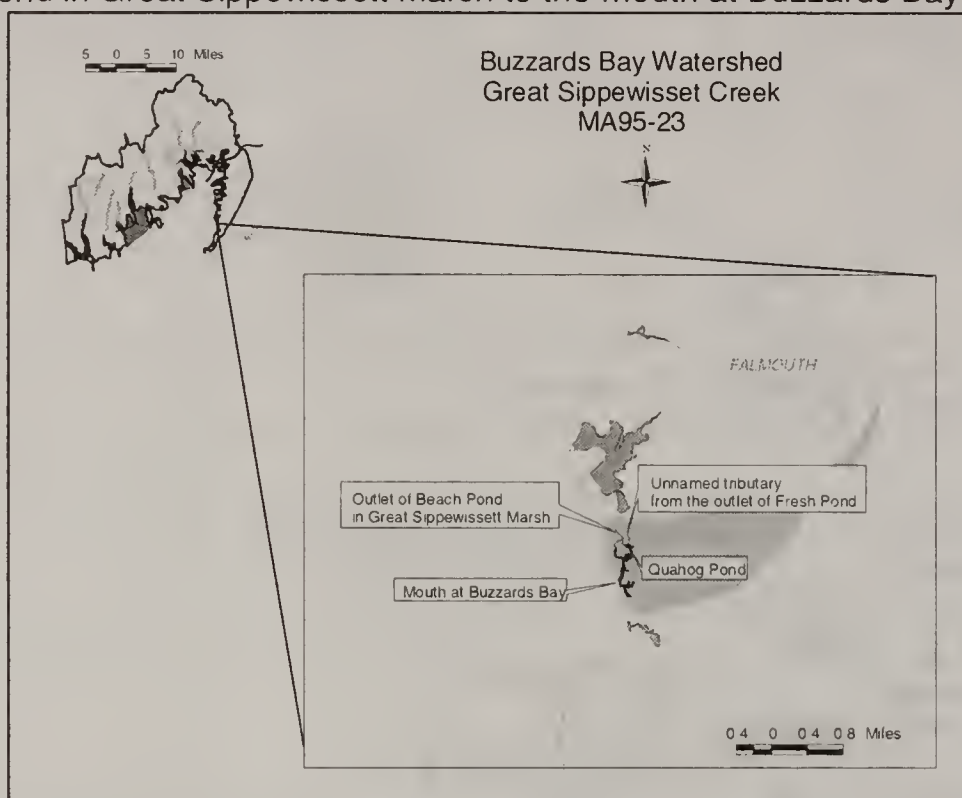 Pond in Great Sippewissett Marsh to the mouth at Buzzards Bay
5 0 5 10 Miles
Buzzards Bay Watershed
Great Sippewisset Creek
MA95-23
N
FALMOUTH
Outlet of Beach Pond
in Great Sippewissett Marsh
Unnamed tributary
from the outlet of Fresh Pond
Quahog Pond
Mouth at Buzzards Bay
0 4 0 0 4 0 8 Miles